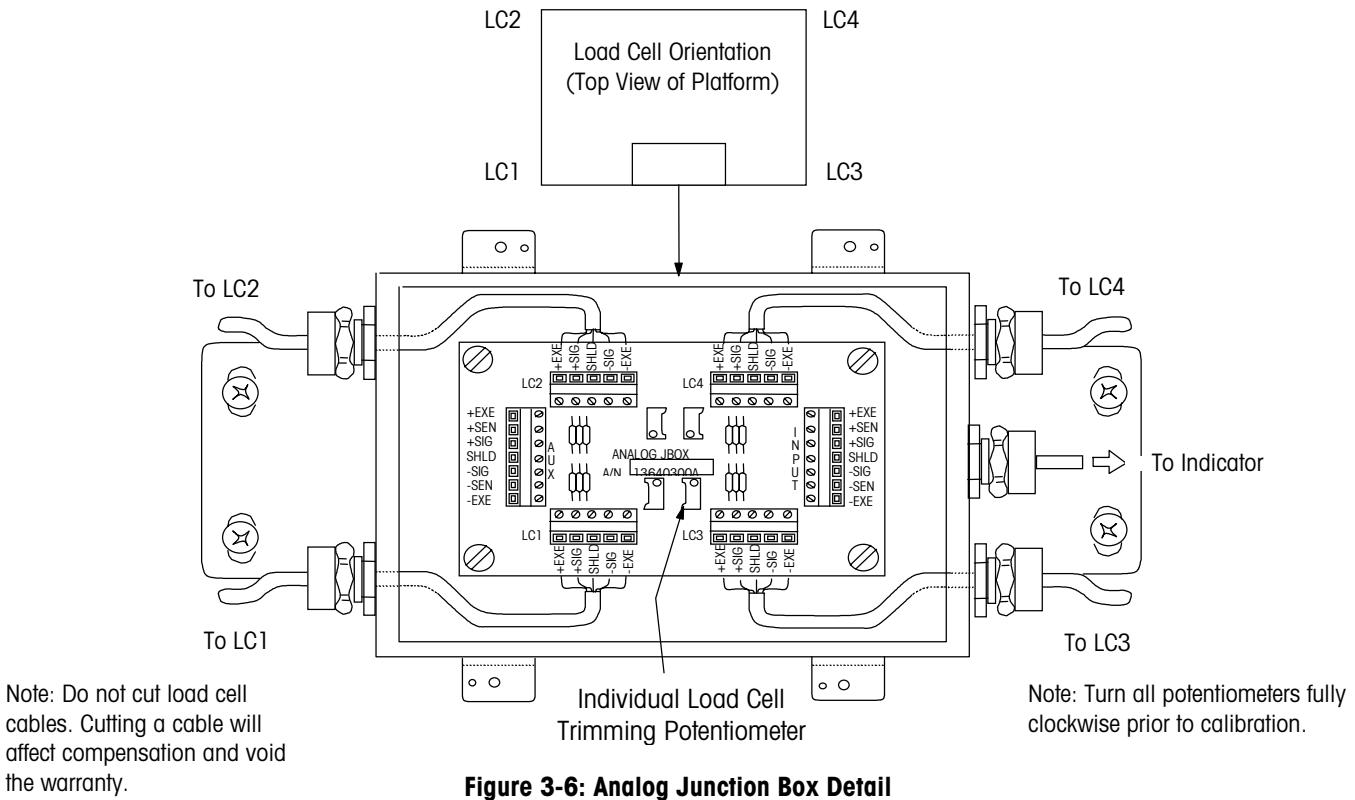 LC2
LC4
Load Cell Orientation
(Top View of Platform)
LC1
LC3
To LC2
To LC4
+EXE
+SIG
SHLD
-SIG
-EXE
LC2
+EXE
+SIG
SHLD
-SIG
-EXE
LC4
+EXE
+SEN
+SIG
SHLD
-SIG
-SEN
-EXE
AUX
ANALOG JBOX
A/N 13640300A
INPUT
+EXE
+SEN
+SIG
SHLD
-SIG
-SEN
-EXE
To Indicator
LC1
+EXE
+SIG
SHLD
-SIG
-EXE
LC3
+EXE
+SIG
SHLD
-SIG
-EXE
To LC1
To LC3
Note: Do not cut load cell
cables. Cutting a cable will
affect compensation and void
the warranty.
Individual Load Cell
Trimming Potentiometer
Note: Turn all potentiometers fully
clockwise prior to calibration.
Figure 3-6: Analog Junction Box Detail